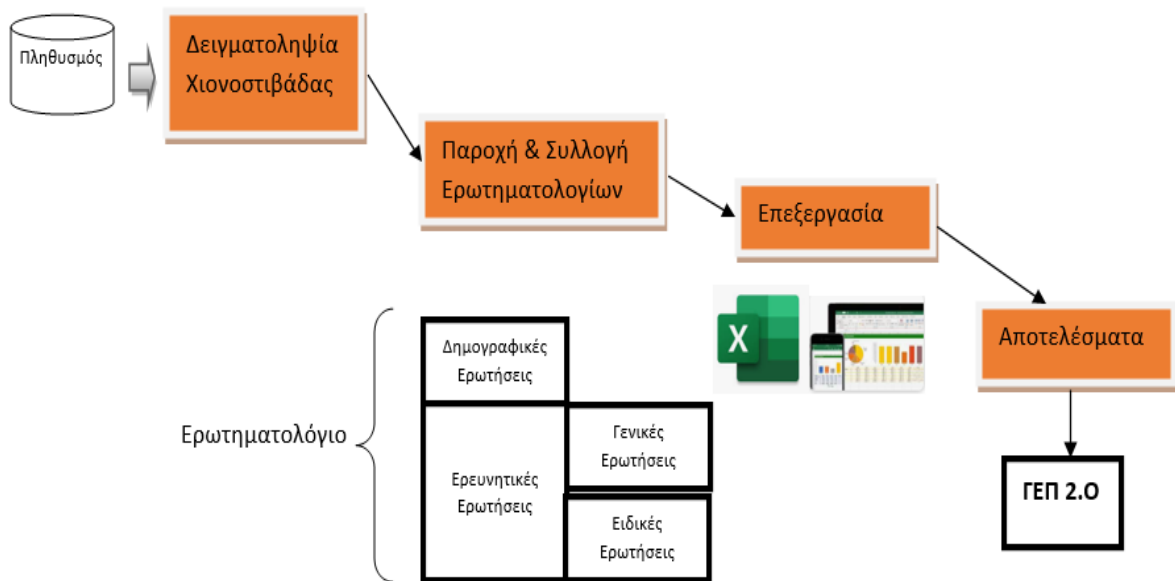 Πληθυσμός
Δειγματοληψία
Χιονοστιβάδας
Παροχή & Συλλογή
Ερωτηματολογίων
Επεξεργασία
X
Αποτελέσματα
ΓΕΠ 2.Ο
Ερωτηματολόγιο
Δημογραφικές
Ερωτήσεις
Ερευνητικές
Ερωτήσεις
Γενικές
Ερωτήσεις
Ειδικές
Ερωτήσεις